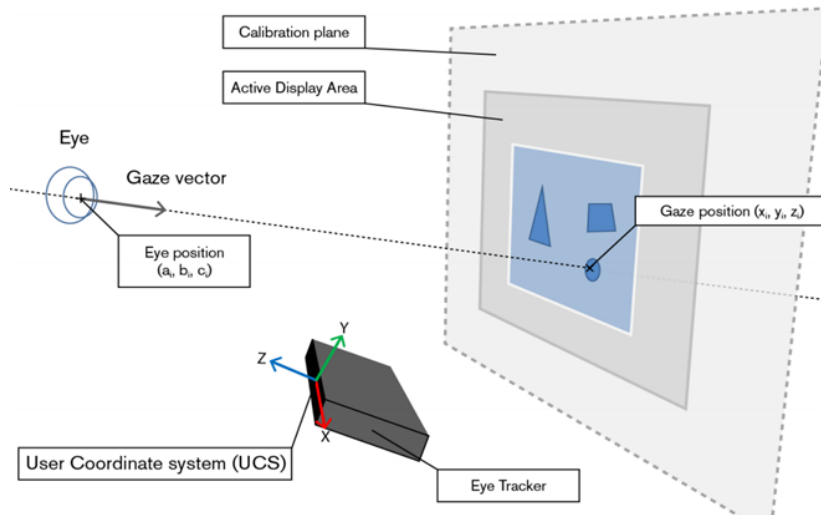 Calibration plane
Active Display Area
Eye
Gaze vector
Gaze position (xᵢ, yᵢ, zᵢ)
Eye position
(aᵢ, bᵢ, cᵢ)
Y
Z
X
User Coordinate system (UCS)
Eye Tracker